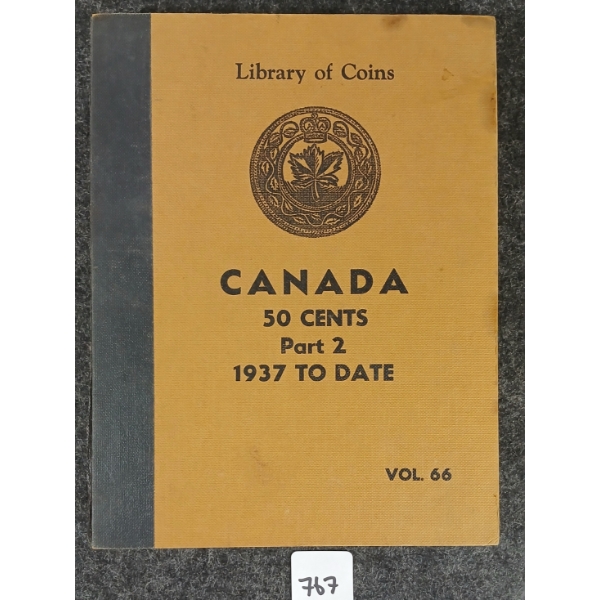 Library of Coins
CANADA
50 CENTS
Part 2
1937 TO DATE
VOL. 66
767